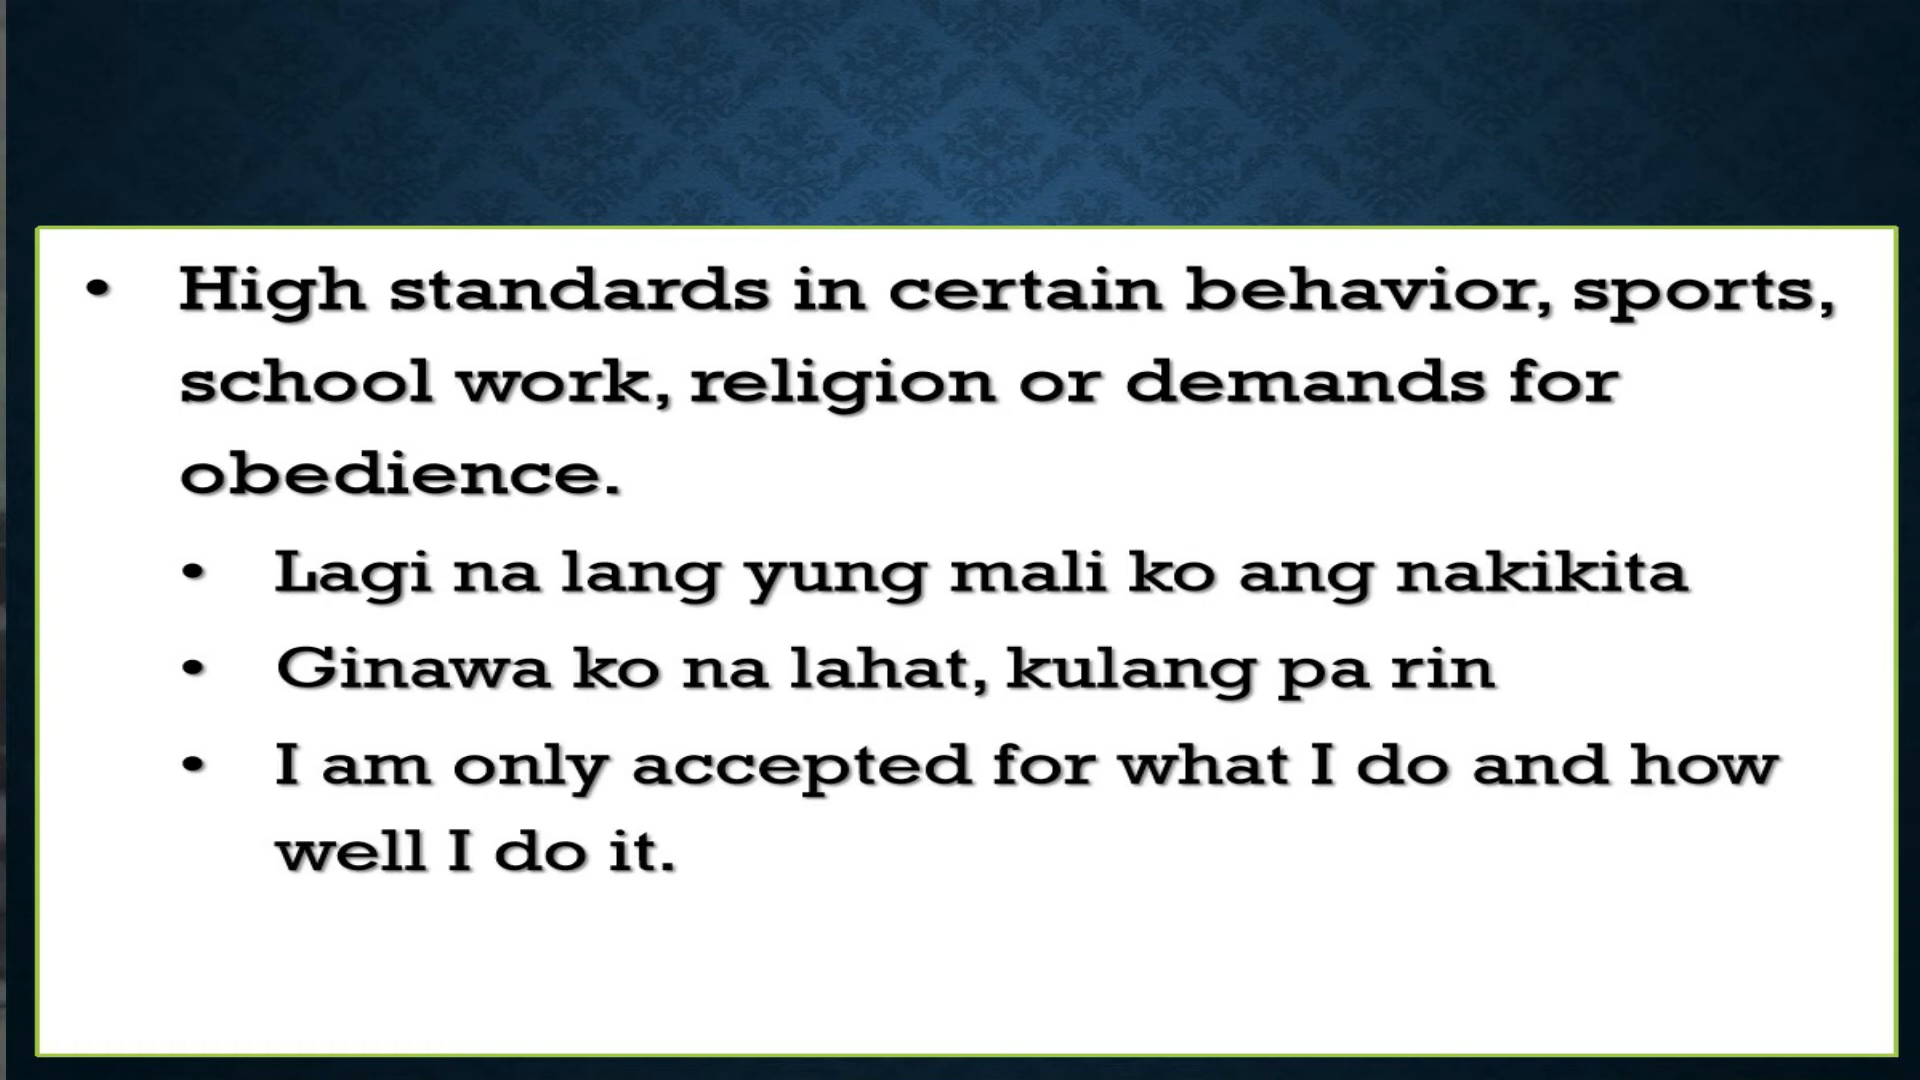 • High standards in certain behavior, sports,
school work, religion or demands for
obedience.
• Lagi na lang yung mali ko ang nakikita
• Ginawa ko na lahat, kulang pa rin
• I am only accepted for what I do and how
well I do it.